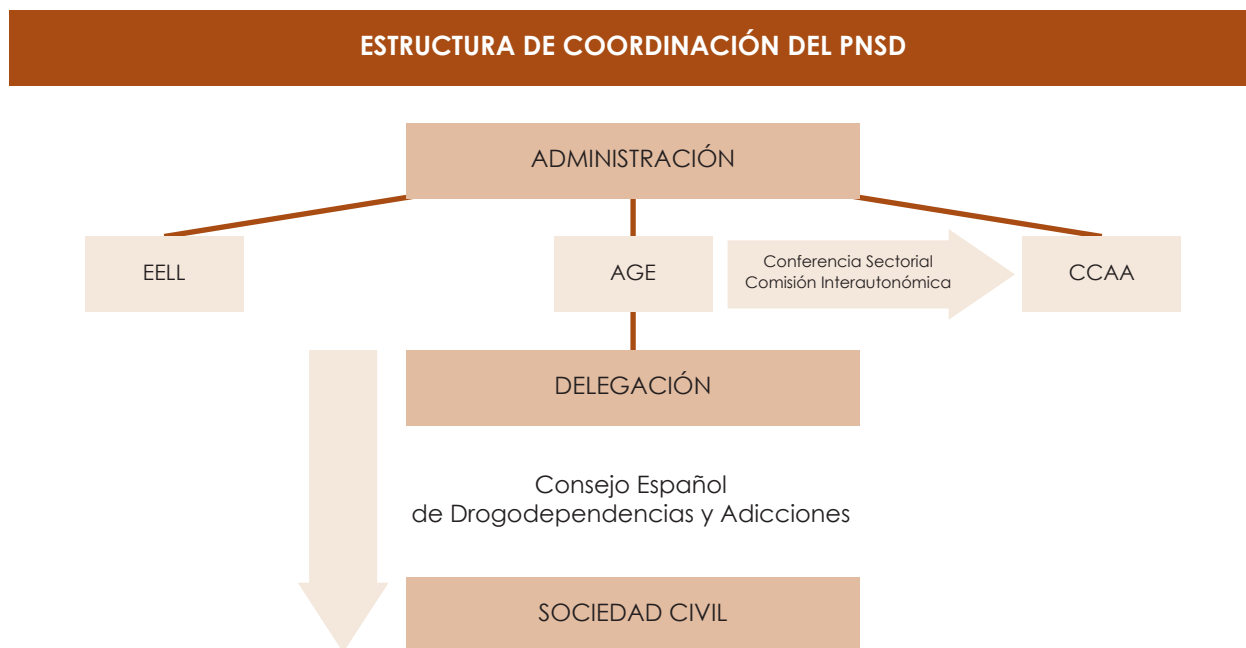 ESTRUCTURA DE COORDINACIÓN DEL PNSD
ADMINISTRACIÓN
EELL
AGE
Conferencia Sectorial
Comisión Interautonómica
CCAA
DELEGACIÓN
Consejo Español
de Drogodependencias y Adicciones
SOCIEDAD CIVIL